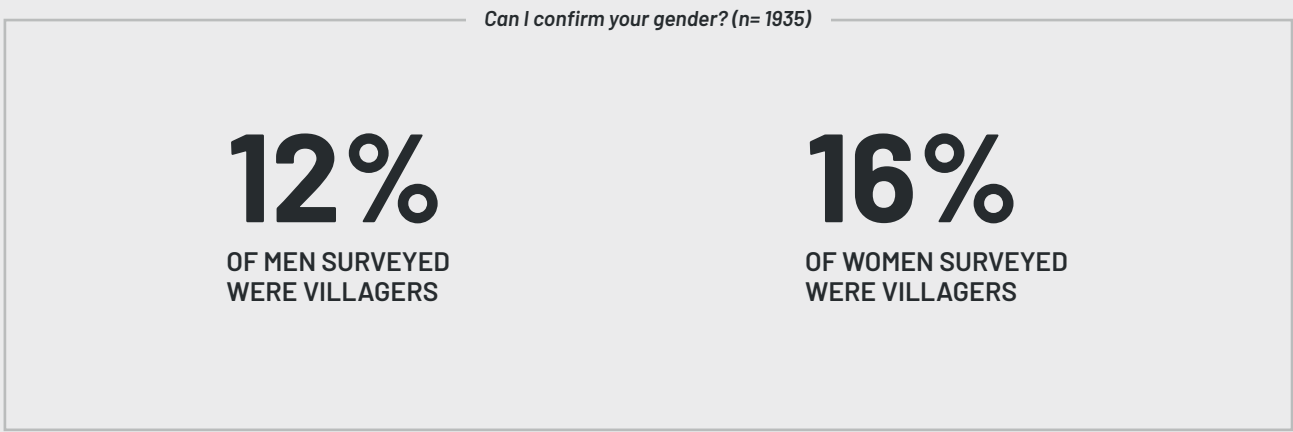 Can I confirm your gender? (n= 1935)
12%
OF MEN SURVEYED
WERE VILLAGERS
16%
OF WOMEN SURVEYED
WERE VILLAGERS